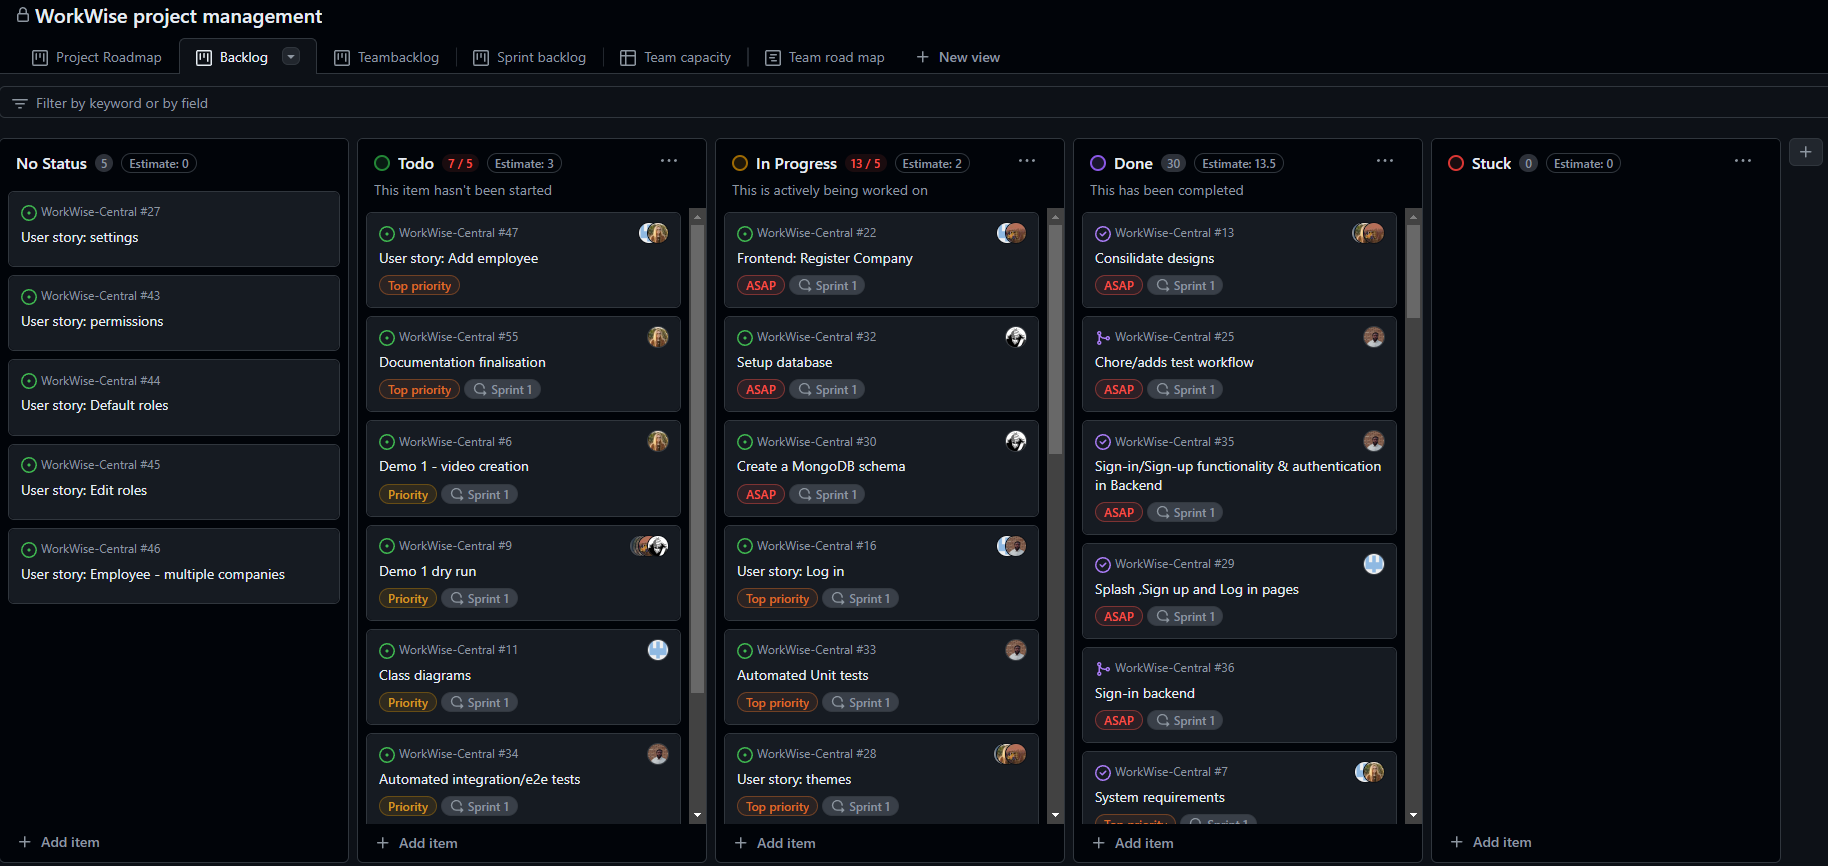 WorkWise project management
Project Roadmap
Backlog
Teambacklog
Sprint backlog
Team capacity
Team road map
New view
Filter by keyword or by field
No Status 5 Estimate: 0
WorkWise-Central #27
User story: settings
WorkWise-Central #43
User story: permissions
WorkWise-Central #44
User story: Default roles
WorkWise-Central #45
User story: Edit roles
WorkWise-Central #46
User story: Employee - multiple companies
Add item
Todo 7 / 5 Estimate: 3
This item hasn't been started
WorkWise-Central #47
User story: Add employee
Top priority
WorkWise-Central #55
Documentation finalisation
Top priority Sprint 1
WorkWise-Central #6
Demo 1 - video creation
Priority Sprint 1
WorkWise-Central #9
Demo 1 dry run
Priority Sprint 1
WorkWise-Central #11
Class diagrams
Priority Sprint 1
WorkWise-Central #34
Automated integration/e2e tests
Priority Sprint 1
Add item
In Progress 13 / 5 Estimate: 2
This is actively being worked on
WorkWise-Central #22
Frontend: Register Company
ASAP Sprint 1
WorkWise-Central #32
Setup database
ASAP Sprint 1
WorkWise-Central #30
Create a MongoDB schema
ASAP Sprint 1
WorkWise-Central #16
User story: Log in
Top priority Sprint 1
WorkWise-Central #33
Automated Unit tests
Top priority Sprint 1
WorkWise-Central #28
User story: themes
Top priority Sprint 1
Add item
Done 30 Estimate: 13.5
This has been completed
WorkWise-Central #13
Consilidate designs
ASAP Sprint 1
WorkWise-Central #25
Chore/adds test workflow
ASAP Sprint 1
WorkWise-Central #35
Sign-in/Sign-up functionality & authentication
in Backend
ASAP Sprint 1
WorkWise-Central #29
Splash ,Sign up and Log in pages
ASAP Sprint 1
WorkWise-Central #36
Sign-in backend
ASAP Sprint 1
WorkWise-Central #7
System requirements
Top priority Sprint 1
Add item
Stuck 0 Estimate: 0
Add item